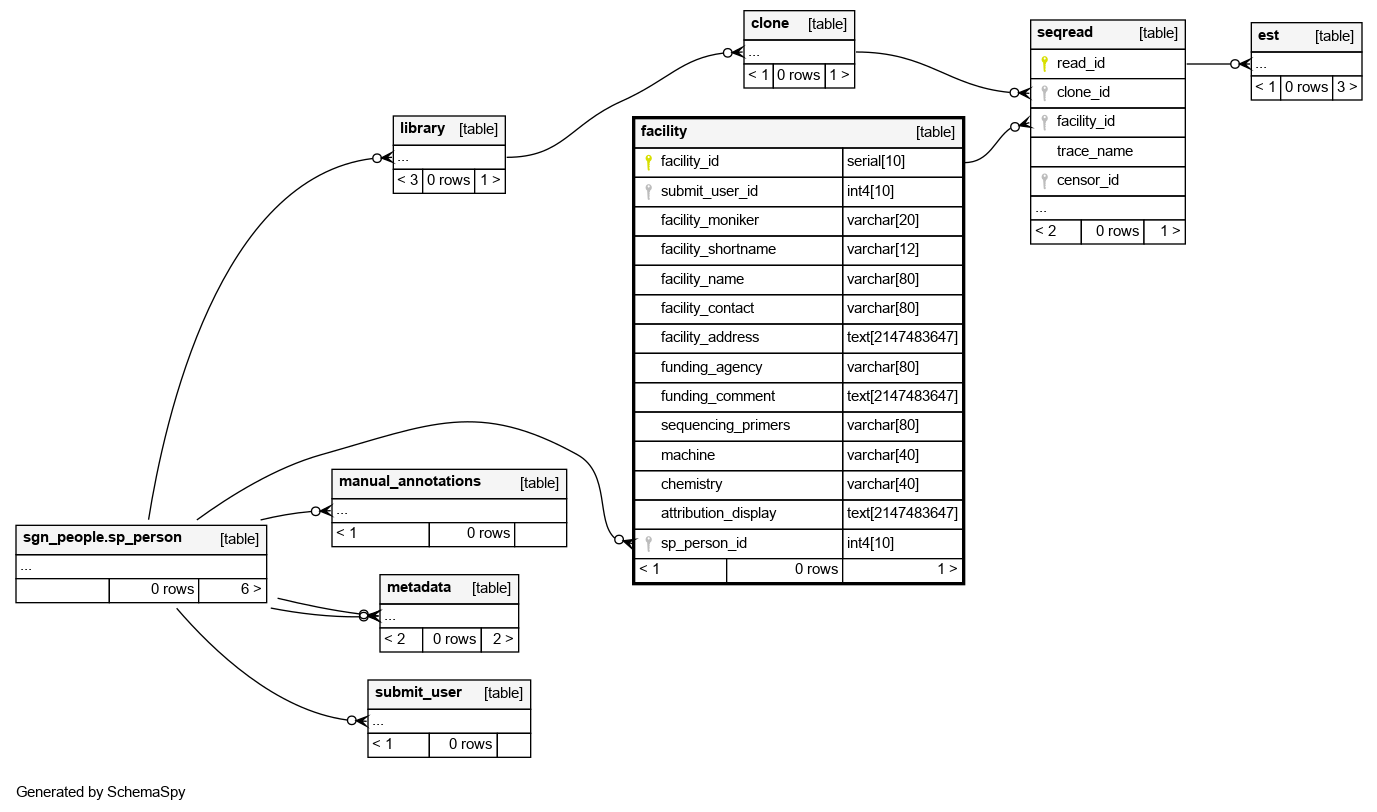 clone [table]
...
< 1 0 rows 1 >
seqread [table]
read_id
clone_id
facility_id
trace_name
censor_id
...
< 2 0 rows 1 >
est [table]
...
< 1 0 rows 3 >
library [table]
...
< 3 0 rows 1 >
facility [table]
facility_id serial[10]
submit_user_id int4[10]
facility_moniker varchar[20]
facility_shortname varchar[12]
facility_name varchar[80]
facility_contact varchar[80]
facility_address text[2147483647]
funding_agency varchar[80]
funding_comment text[2147483647]
sequencing_primers varchar[80]
machine varchar[40]
chemistry varchar[40]
attribution_display text[2147483647]
sp_person_id int4[10]
< 1 0 rows 1 >
manual_annotations [table]
...
< 1 0 rows
sgn_people.sp_person [table]
...
0 rows 6 >
metadata [table]
...
< 2 0 rows 2 >
submit_user [table]
...
< 1 0 rows
Generated by SchemaSpy